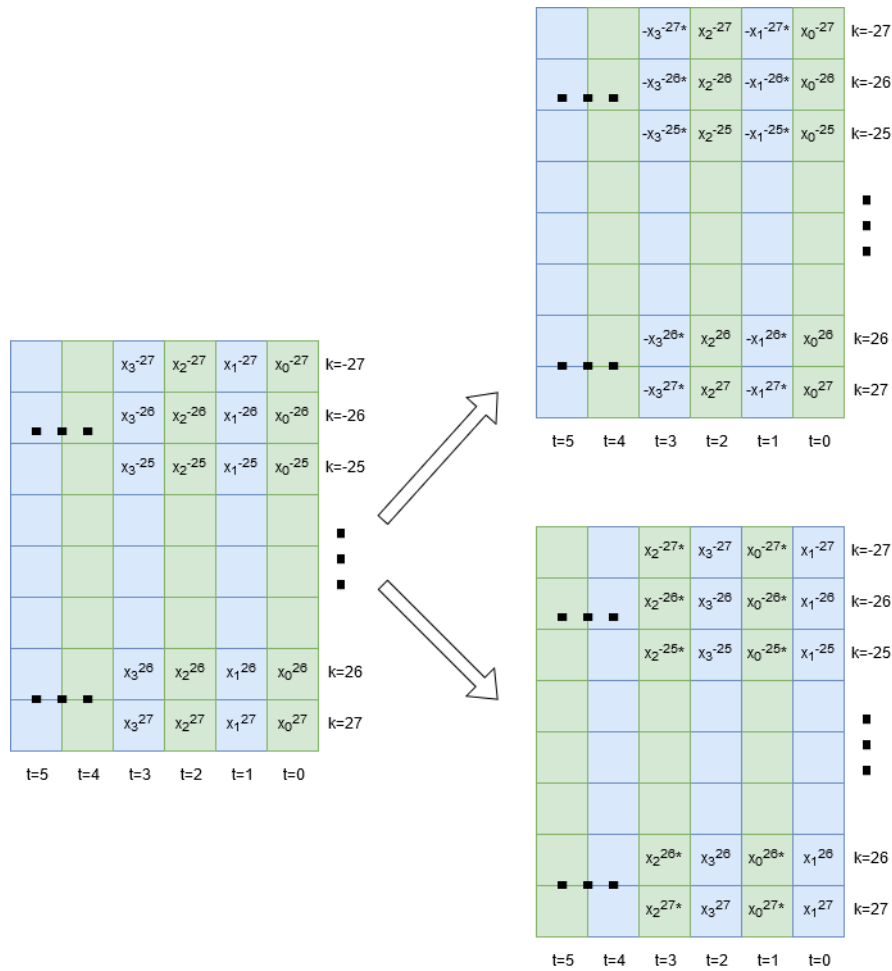 x₃⁻²⁷ x₂⁻²⁷ x₁⁻²⁷ x₀⁻²⁷ k=-27
x₃⁻²⁶ x₂⁻²⁶ x₁⁻²⁶ x₀⁻²⁶ k=-26
x₃⁻²⁵ x₂⁻²⁵ x₁⁻²⁵ x₀⁻²⁵ k=-25
x₃²⁶ x₂²⁶ x₁²⁶ x₀²⁶ k=26
x₃²⁷ x₂²⁷ x₁²⁷ x₀²⁷ k=27
t=5 t=4 t=3 t=2 t=1 t=0
-x₃⁻²⁷* x₂⁻²⁷ -x₁⁻²⁷* x₀⁻²⁷ k=-27
-x₃⁻²⁶* x₂⁻²⁶ -x₁⁻²⁶* x₀⁻²⁶ k=-26
-x₃⁻²⁵* x₂⁻²⁵ -x₁⁻²⁵* x₀⁻²⁵ k=-25
-x₃²⁶* x₂²⁶ -x₁²⁶* x₀²⁶ k=26
-x₃²⁷* x₂²⁷ -x₁²⁷* x₀²⁷ k=27
t=5 t=4 t=3 t=2 t=1 t=0
x₂⁻²⁷* x₃⁻²⁷ x₀⁻²⁷* x₁⁻²⁷ k=-27
x₂⁻²⁶* x₃⁻²⁶ x₀⁻²⁶* x₁⁻²⁶ k=-26
x₂⁻²⁵* x₃⁻²⁵ x₀⁻²⁵* x₁⁻²⁵ k=-25
x₂²⁶* x₃²⁶ x₀²⁶* x₁²⁶ k=26
x₂²⁷* x₃²⁷ x₀²⁷* x₁²⁷ k=27
t=5 t=4 t=3 t=2 t=1 t=0